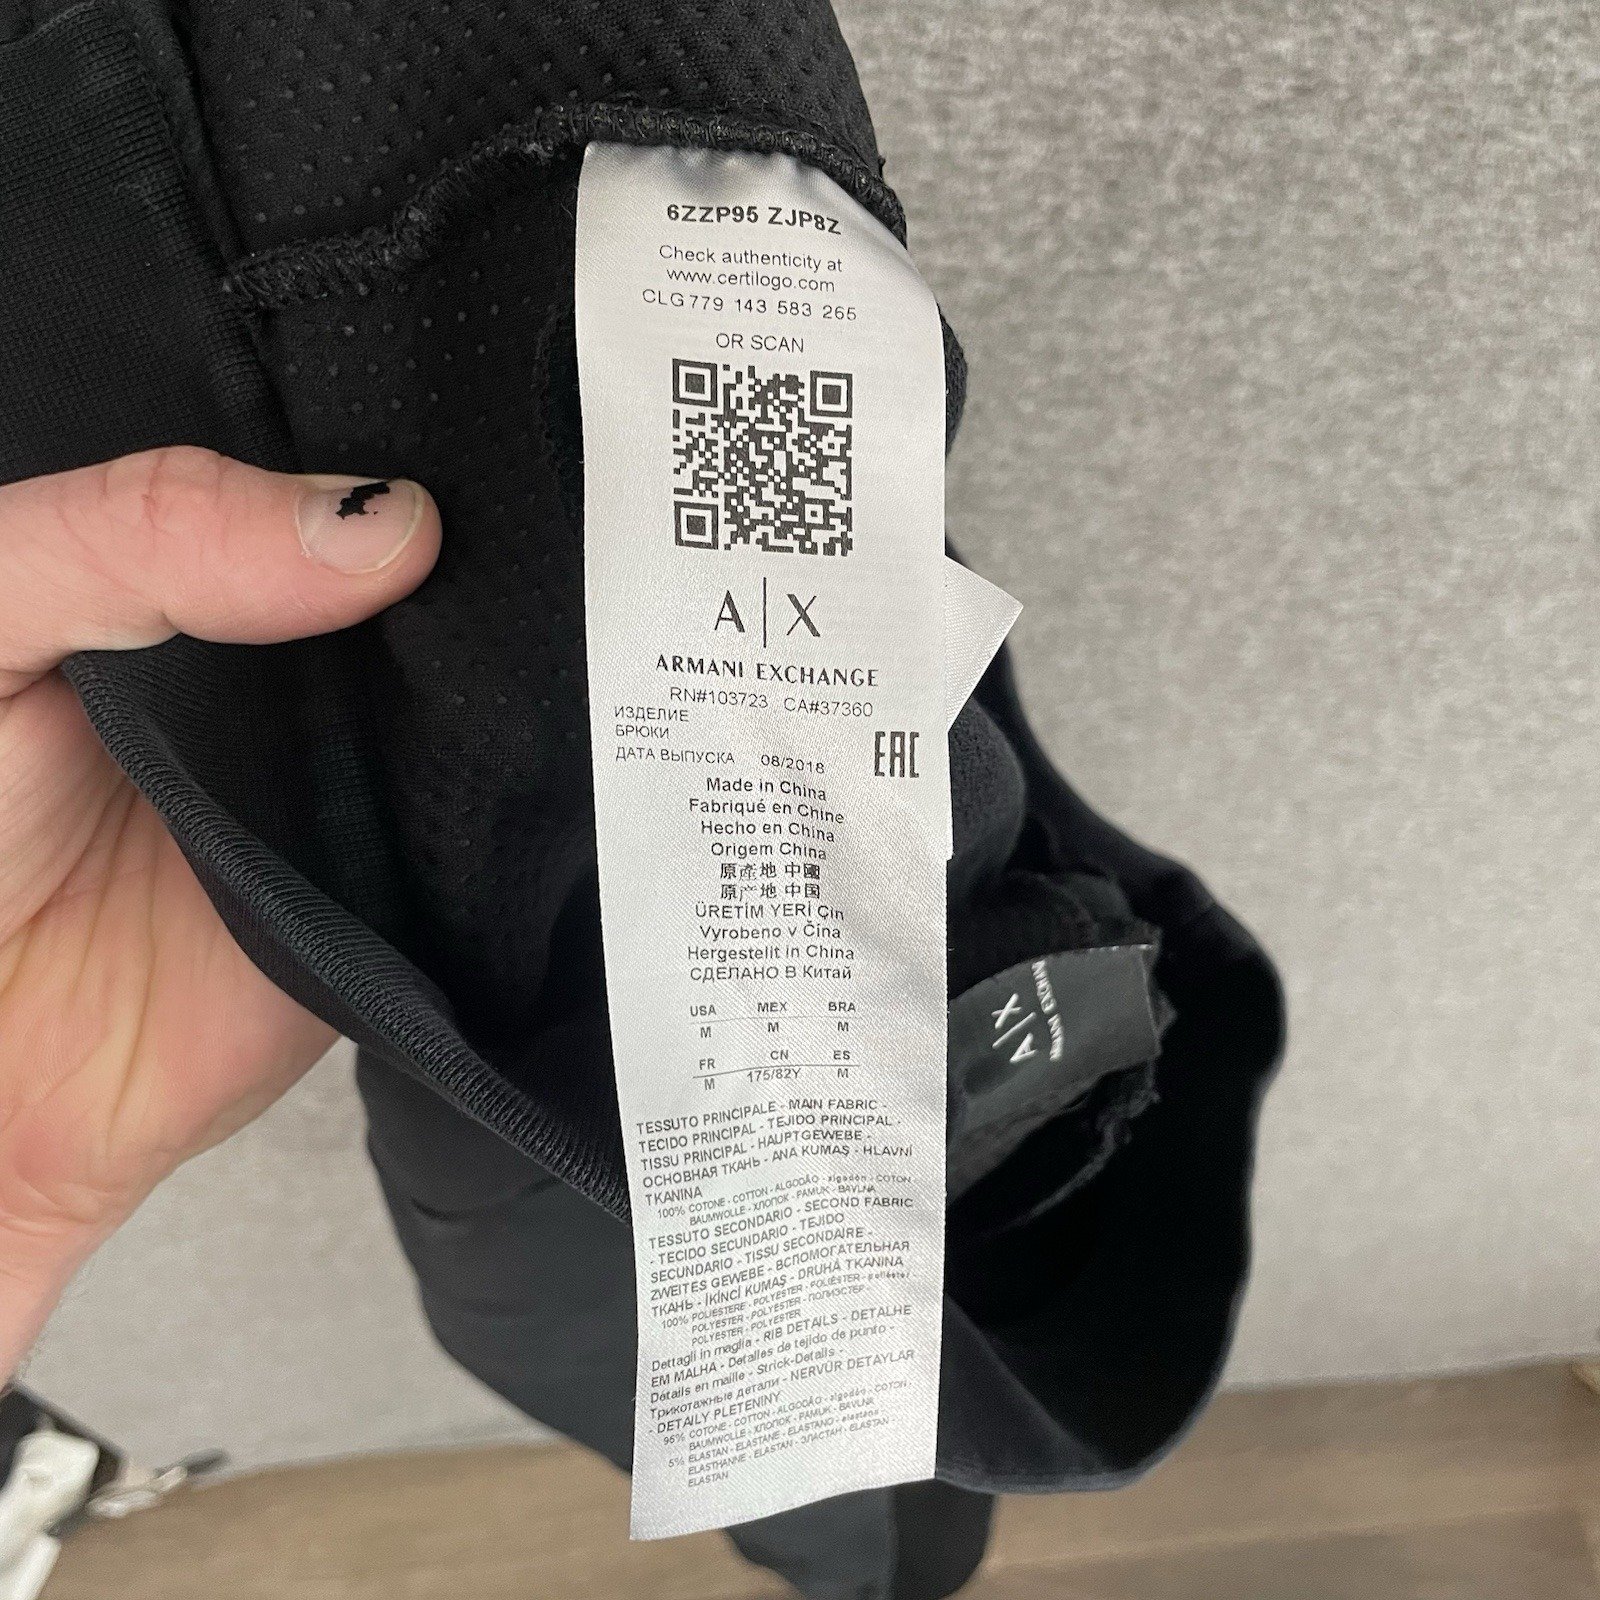 6ZZP95 ZJP8Z
Check authenticity at
www.certilogo.com
CLG779 143 583 265
OR SCAN
A|X
ARMANI EXCHANGE
RN#103723 CA#37360
ИЗДЕЛИЕ
БРЮКИ
ДАТА ВЫПУСКА 08/2018
EAC
Made in China
Fabriqué en Chine
Hecho en China
Origem China
原產地 中國
原产地 中国
ÜRETİM YERİ Çin
Vyrobeno v Čína
Hergestellt in China
СДЕЛАНО В Китай
USA MEX BRA
M M M
FR CN ES
M 175/82Y M
TESSUTO PRINCIPALE - MAIN FABRIC -
TECIDO PRINCIPAL - TEJIDO PRINCIPAL -
TISSU PRINCIPAL - HAUPTGEWEBE -
ОСНОВНАЯ ТКАНЬ - ANA KUMAŞ - HLAVNÍ
TKANINA
100% COTONE - COTTON - ALGODÃO - algodón - COTON -
BAUMWOLLE - ХЛОПОК - PAMUK - BAVLNA
TESSUTO SECONDARIO - SECOND FABRIC
- TECIDO SECUNDARIO - TEJIDO
SECUNDARIO - TISSU SECONDAIRE -
ZWEITES GEWEBE - ВСПОМОГАТЕЛЬНАЯ
ТКАНЬ - İKİNCİ KUMAŞ - DRUHÁ TKANINA
100% POLIESTERE - POLYESTER - POLIÉSTER - poliéster -
POLYESTER - POLYESTER - ПОЛИЭСТЕР -
POLYESTER - POLYESTER
Dettagli in maglia - RIB DETAILS - DETALHE
EM MALHA - Detalles de tejido de punto -
Détails en maille - Strick-Details -
Трикотажные детали - NERVÜR DETAYLAR
- DETAILY PLETENINY
95% COTONE - COTTON - ALGODÃO - algodón - COTON -
BAUMWOLLE - ХЛОПОК - PAMUK - BAVLNA
5% ELASTAN - ELASTANE - ELASTANO - elastano -
ELASTHANNE - ELASTAN - ЭЛАСТАН - ELASTAN -
ELASTAN
A|X